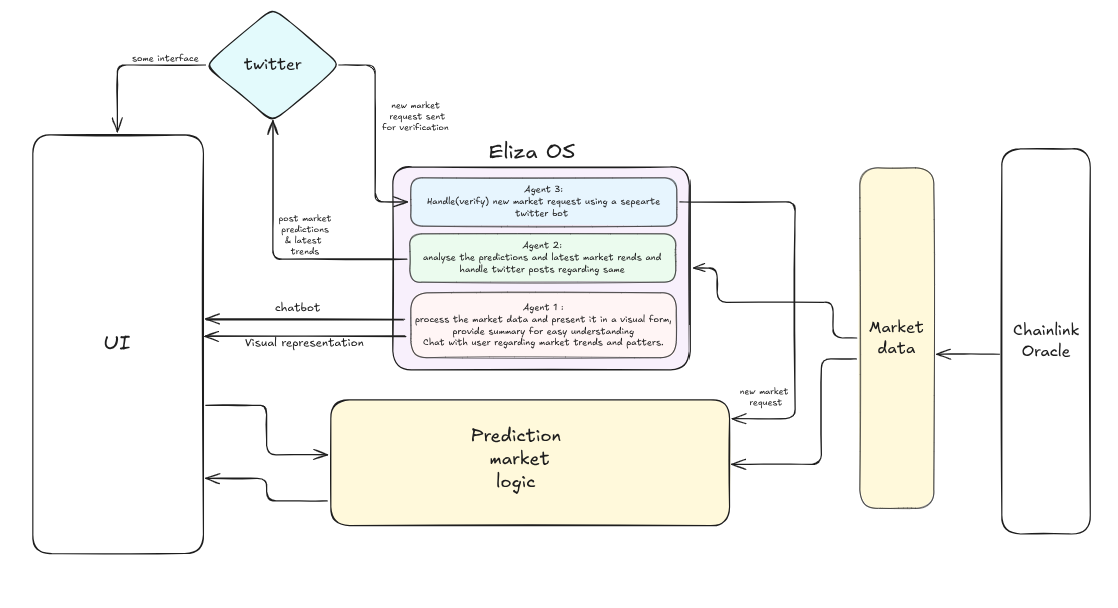 some interface
twitter
new market
request sent
for verification
Eliza OS
Agent 3:
Handle(verify) new market request using a sepearte
twitter bot
post market
predictions
& latest
trends
Agent 2:
analyse the predictions and latest market rends and
handle twitter posts regarding same
chatbot
Visual representation
Agent 1 :
process the market data and present it in a visual form,
provide summary for easy understanding
Chat with user regarding market trends and patters.
UI
Market
data
Chainlink
Oracle
new market
request
Prediction
market
logic